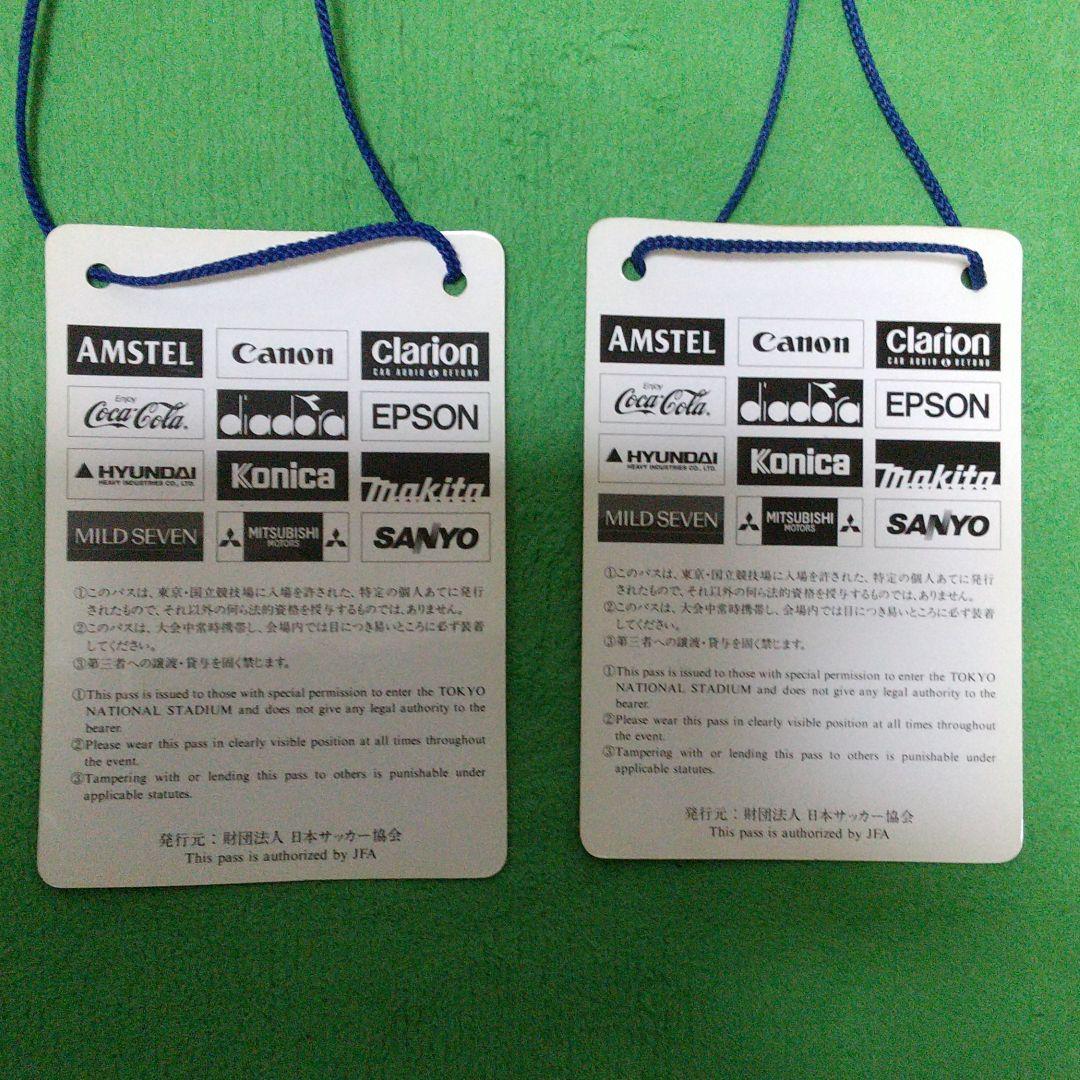 AMSTEL
Canon
Clarion
CAR AUDIO & BEYOND
Enjoy
Coca-Cola
diadora
EPSON
HYUNDAI
HEAVY INDUSTRIES CO., LTD.
Konica
makita
MILD SEVEN
MITSUBISHI
MOTORS
SANYO
①このパスは、東京・国立競技場に入場を許された、特定の個人あてに発行
されたもので、それ以外の何ら法的資格を授与するものでは、ありません。
②このパスは、大会中常時携帯し、会場内では目につき易いところに必ず装着
してください。
③第三者への譲渡・貸与を固く禁じます。
①This pass is issued to those with special permission to enter the TOKYO
NATIONAL STADIUM and does not give any legal authority to the
bearer.
②Please wear this pass in clearly visible position at all times throughout
the event.
③Tampering with or lending this pass to others is punishable under
applicable statutes.
発行元：財団法人 日本サッカー協会
This pass is authorized by JFA
AMSTEL
Canon
Clarion
CAR AUDIO & BEYOND
Enjoy
Coca-Cola
diadora
EPSON
HYUNDAI
HEAVY INDUSTRIES CO., LTD.
Konica
makita
MILD SEVEN
MITSUBISHI
MOTORS
SANYO
①このパスは、東京・国立競技場に入場を許された、特定の個人あてに発行
されたもので、それ以外の何ら法的資格を授与するものでは、ありません。
②このパスは、大会中常時携帯し、会場内では目につき易いところに必ず装着
してください。
③第三者への譲渡・貸与を固く禁じます。
①This pass is issued to those with special permission to enter the TOKYO
NATIONAL STADIUM and does not give any legal authority to the
bearer.
②Please wear this pass in clearly visible position at all times throughout
the event.
③Tampering with or lending this pass to others is punishable under
applicable statutes.
発行元：財団法人 日本サッカー協会
This pass is authorized by JFA